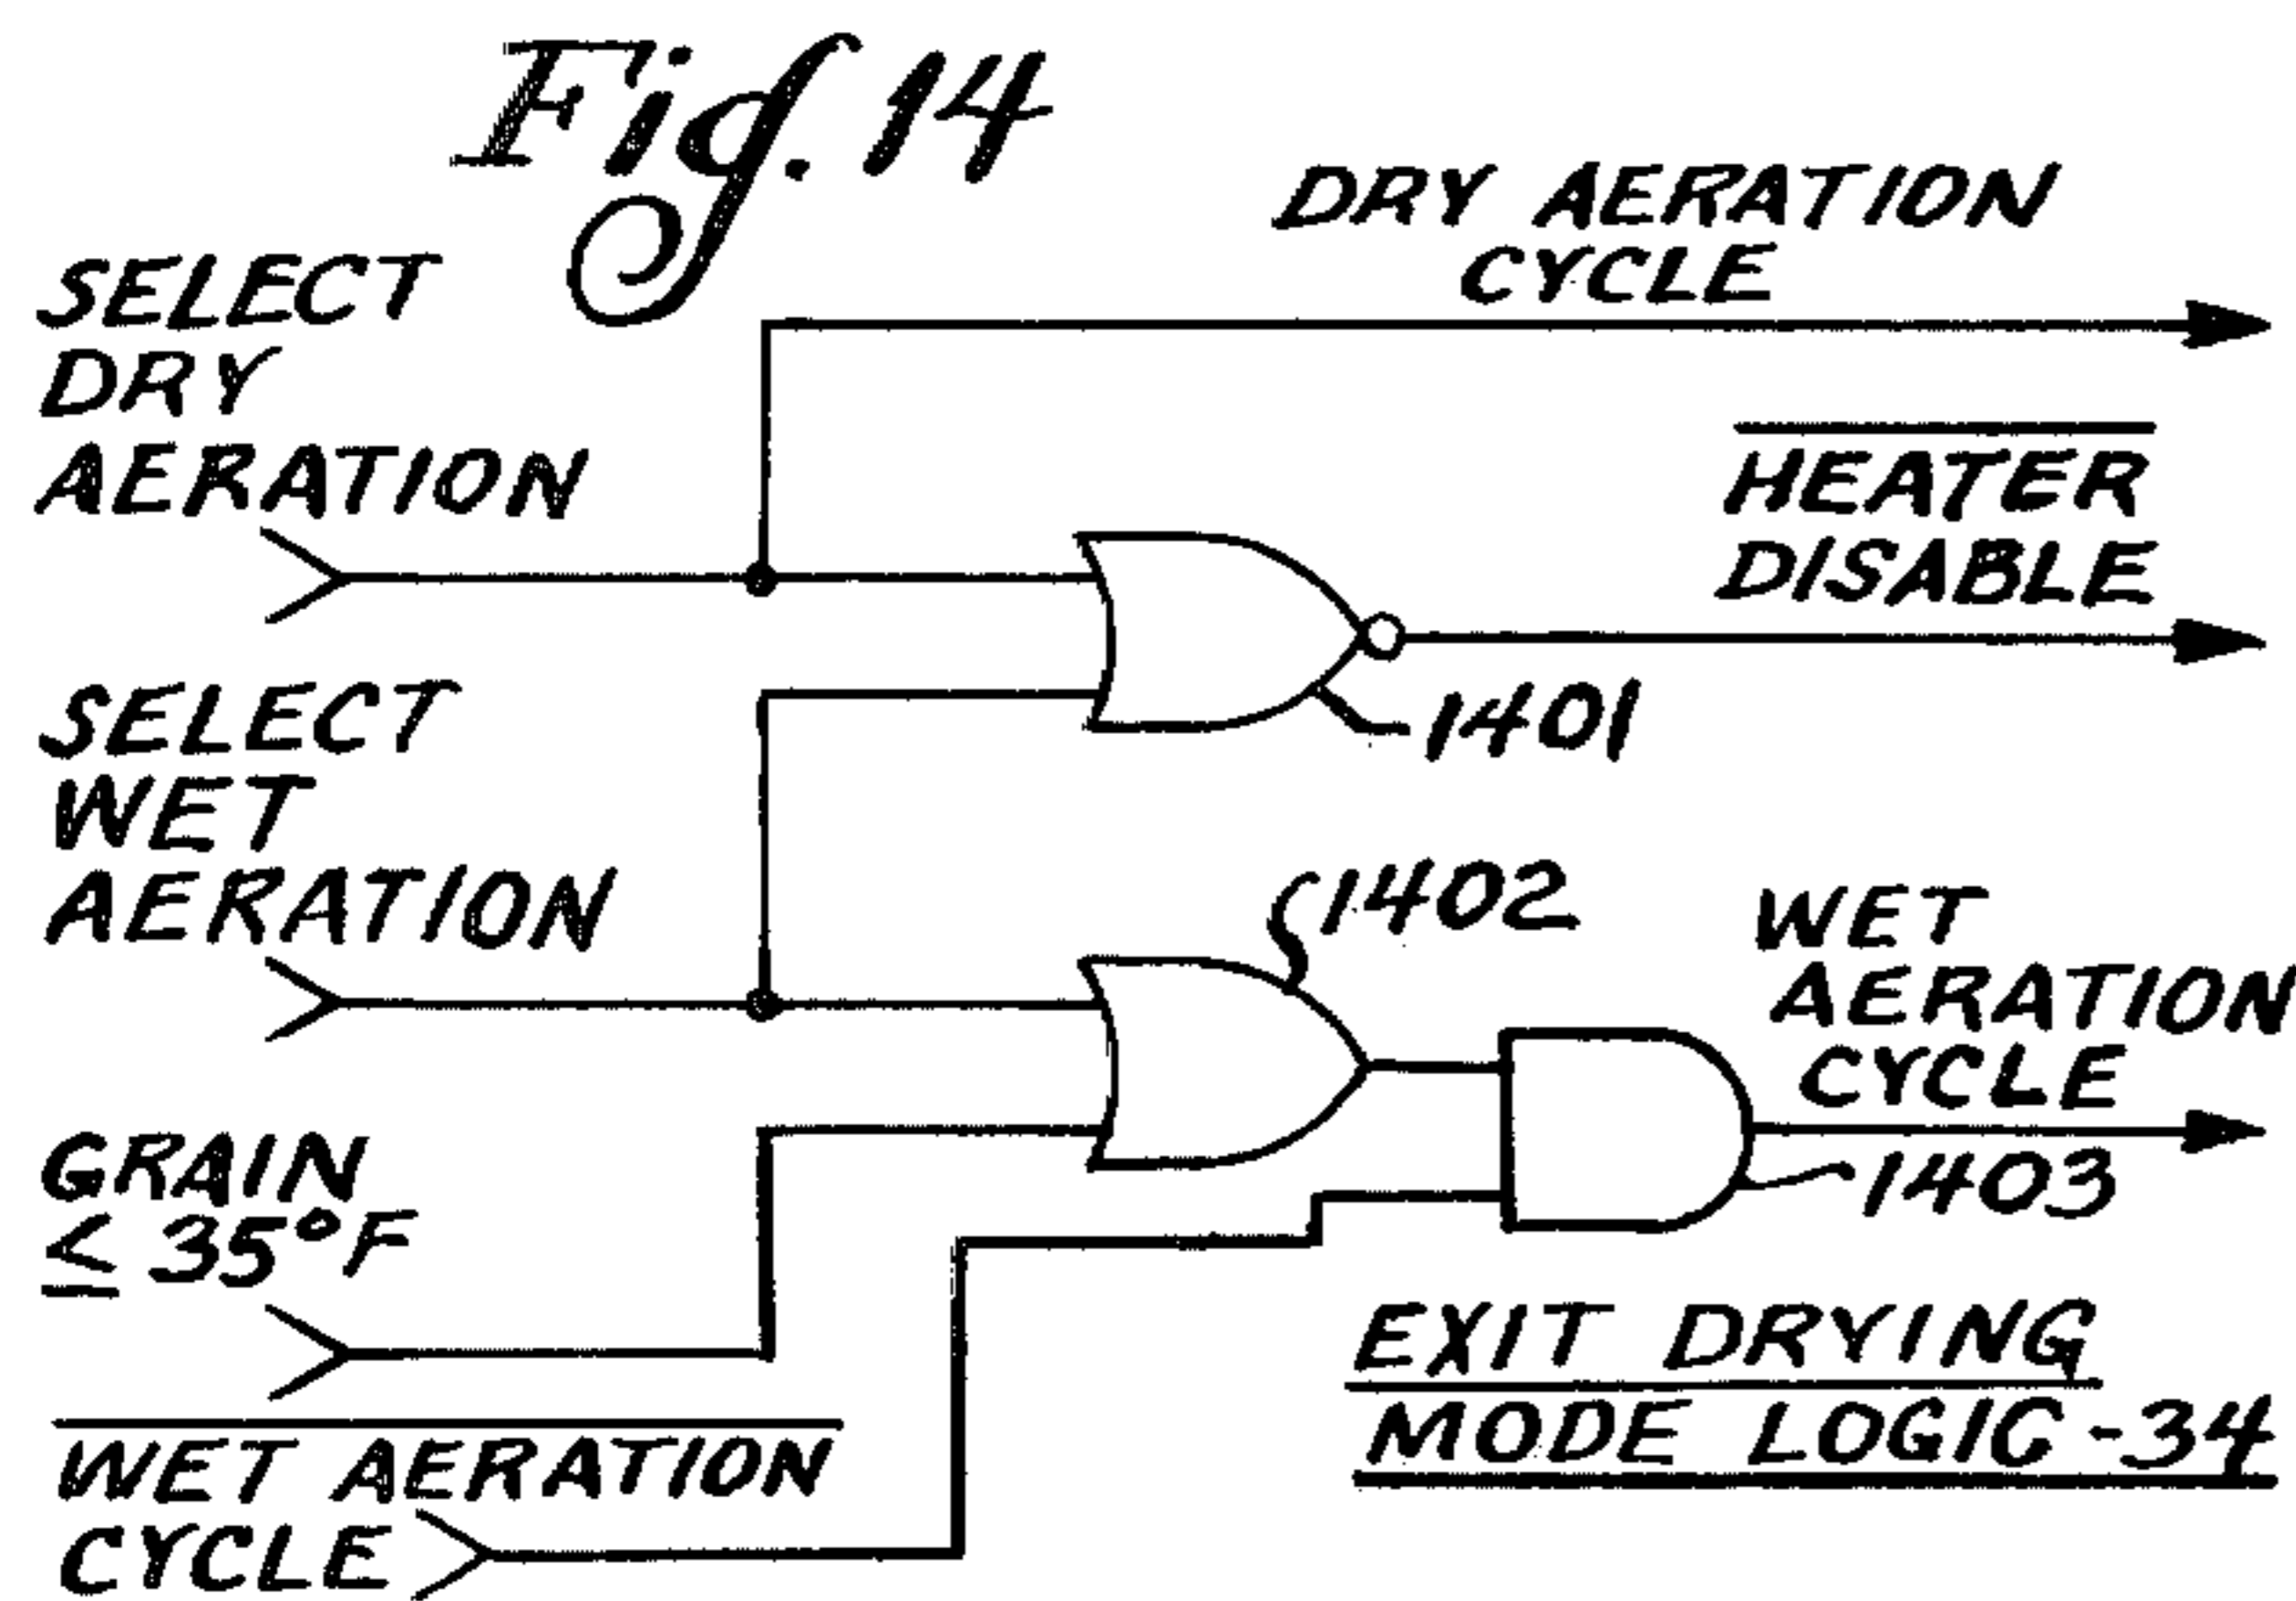 Fig. 14
DRY AERATION
CYCLE
SELECT
DRY
AERATION
HEATER
DISABLE
1401
SELECT
WET
AERATION
1402
WET
AERATION
CYCLE
1403
GRAIN
≤ 35°F
WET AERATION
CYCLE
EXIT DRYING
MODE LOGIC-34